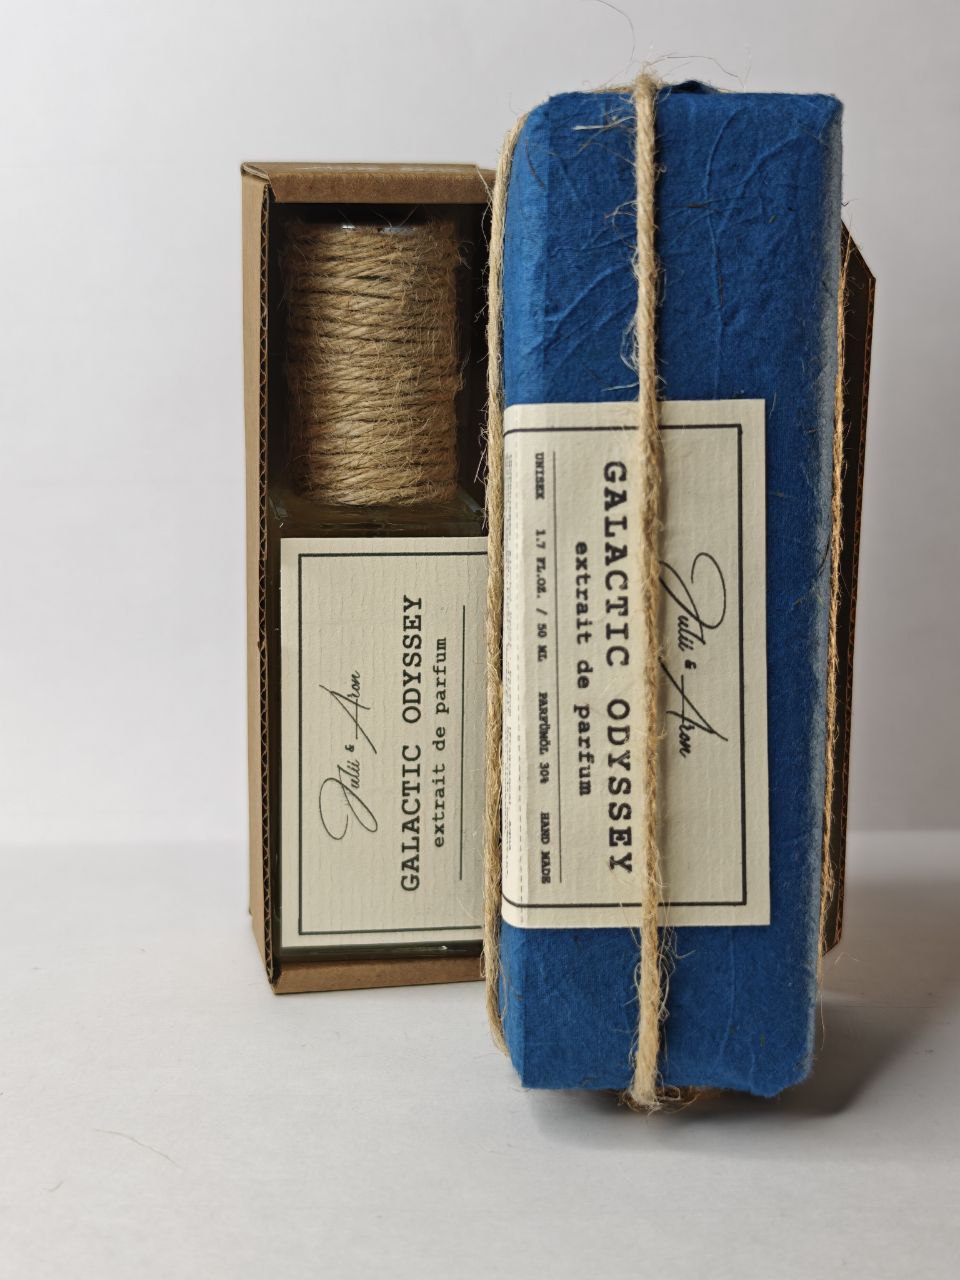 Julii & Aron
GALACTIC ODYSSEY
extrait de parfum
Julii & Aron
GALACTIC ODYSSEY
extrait de parfum
UNISEX 1.7 FL.OZ. / 50 ML PARFÜMÖL 30% HAND MADE